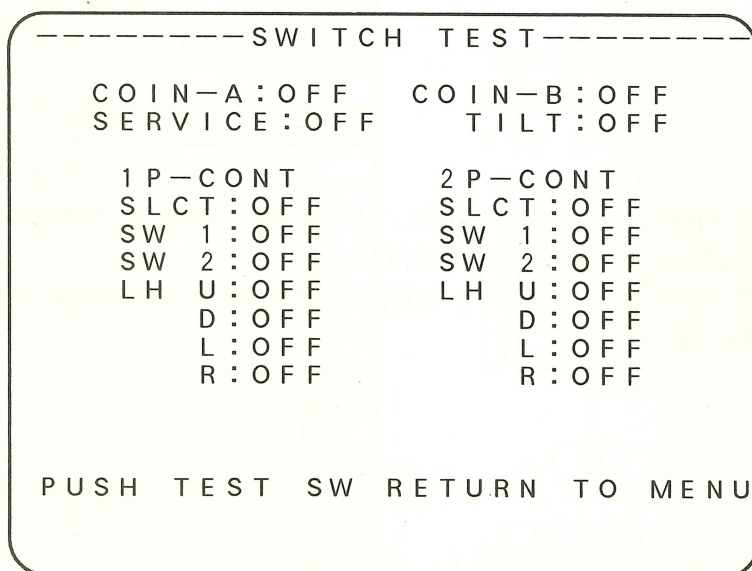 ---------SWITCH TEST---------
COIN-A:OFF COIN-B:OFF
SERVICE:OFF TILT:OFF
1P-CONT 2P-CONT
SLCT:OFF SLCT:OFF
SW 1:OFF SW 1:OFF
SW 2:OFF SW 2:OFF
LH U:OFF LH U:OFF
D:OFF D:OFF
L:OFF L:OFF
R:OFF R:OFF
PUSH TEST SW RETURN TO MENU